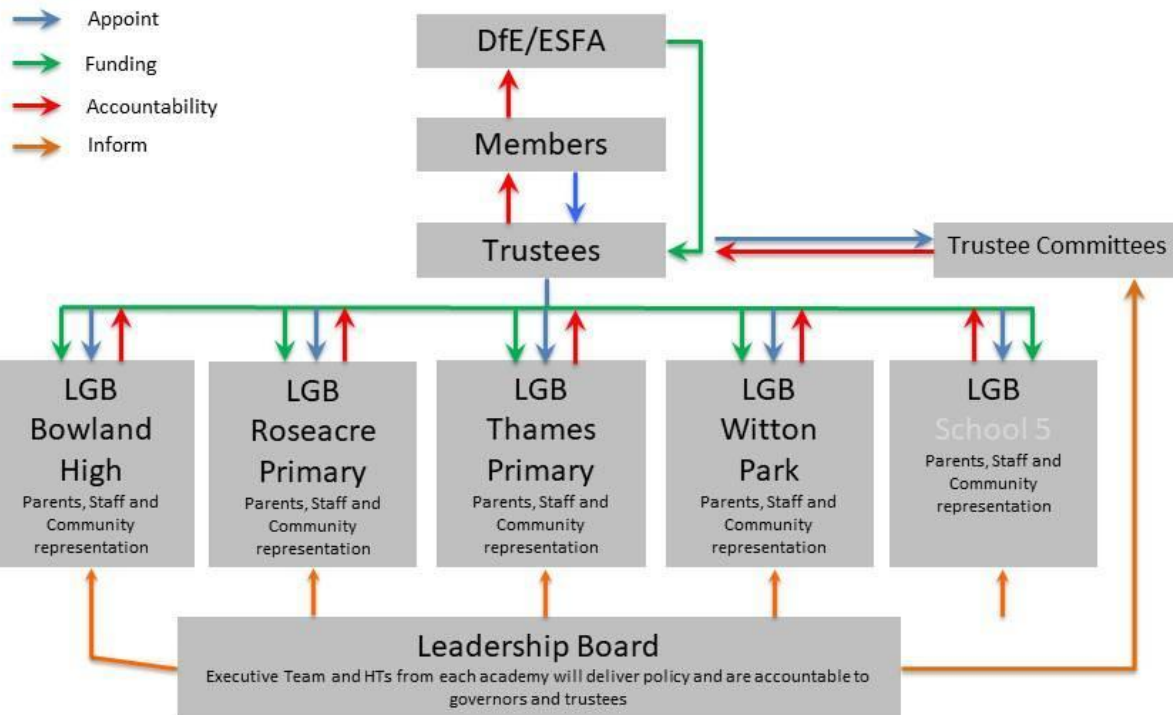 Appoint
Funding
Accountability
Inform
DfE/ESFA
Members
Trustees
Trustee Committees
LGB
Bowland
High
Parents, Staff and
Community
representation
LGB
Roseacre
Primary
Parents, Staff and
Community
representation
LGB
Thames
Primary
Parents, Staff and
Community
representation
LGB
Witton
Park
Parents, Staff and
Community
representation
LGB
School 5
Parents, Staff and
Community
representation
Leadership Board
Executive Team and HTs from each academy will deliver policy and are accountable to
governors and trustees